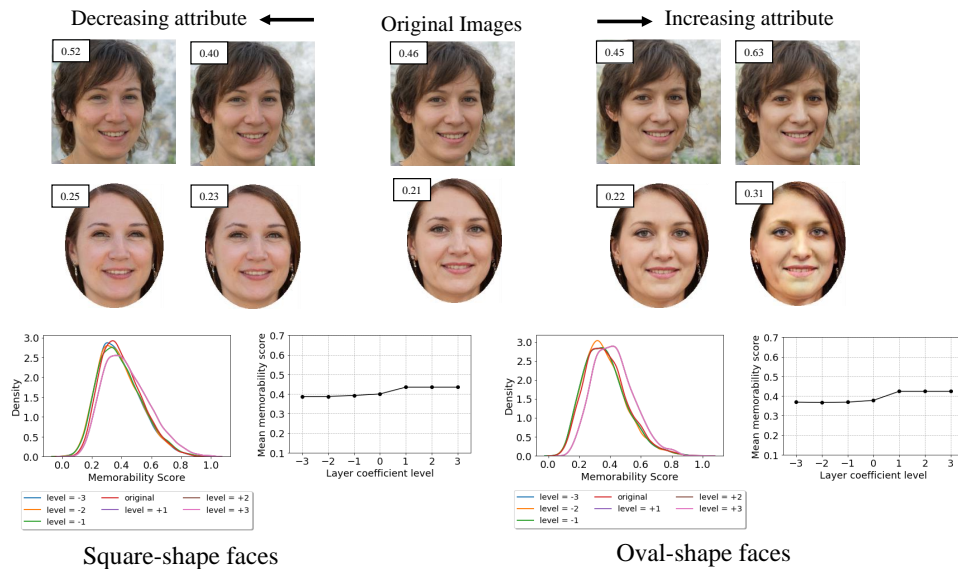 Decreasing attribute
Original Images
Increasing attribute
0.52
0.40
0.46
0.45
0.63
0.25
0.23
0.21
0.22
0.31
3.0
2.5
2.0
1.5
1.0
0.5
0.0
Density
0.0 0.2 0.4 0.6 0.8 1.0
Memorability Score
0.7
0.6
0.5
0.4
0.3
0.2
0.1
Mean memorability score
−3 −2 −1 0 1 2 3
Layer coefficient level
3.0
2.5
2.0
1.5
1.0
0.5
0.0
Density
0.0 0.2 0.4 0.6 0.8 1.0
Memorability Score
0.7
0.6
0.5
0.4
0.3
0.2
0.1
Mean memorability score
−3 −2 −1 0 1 2 3
Layer coefficient level
level = -3 original level = +2
level = -2 level = +1 level = +3
level = -1
level = -3 original level = +2
level = -2 level = +1 level = +3
level = -1
Square-shape faces
Oval-shape faces